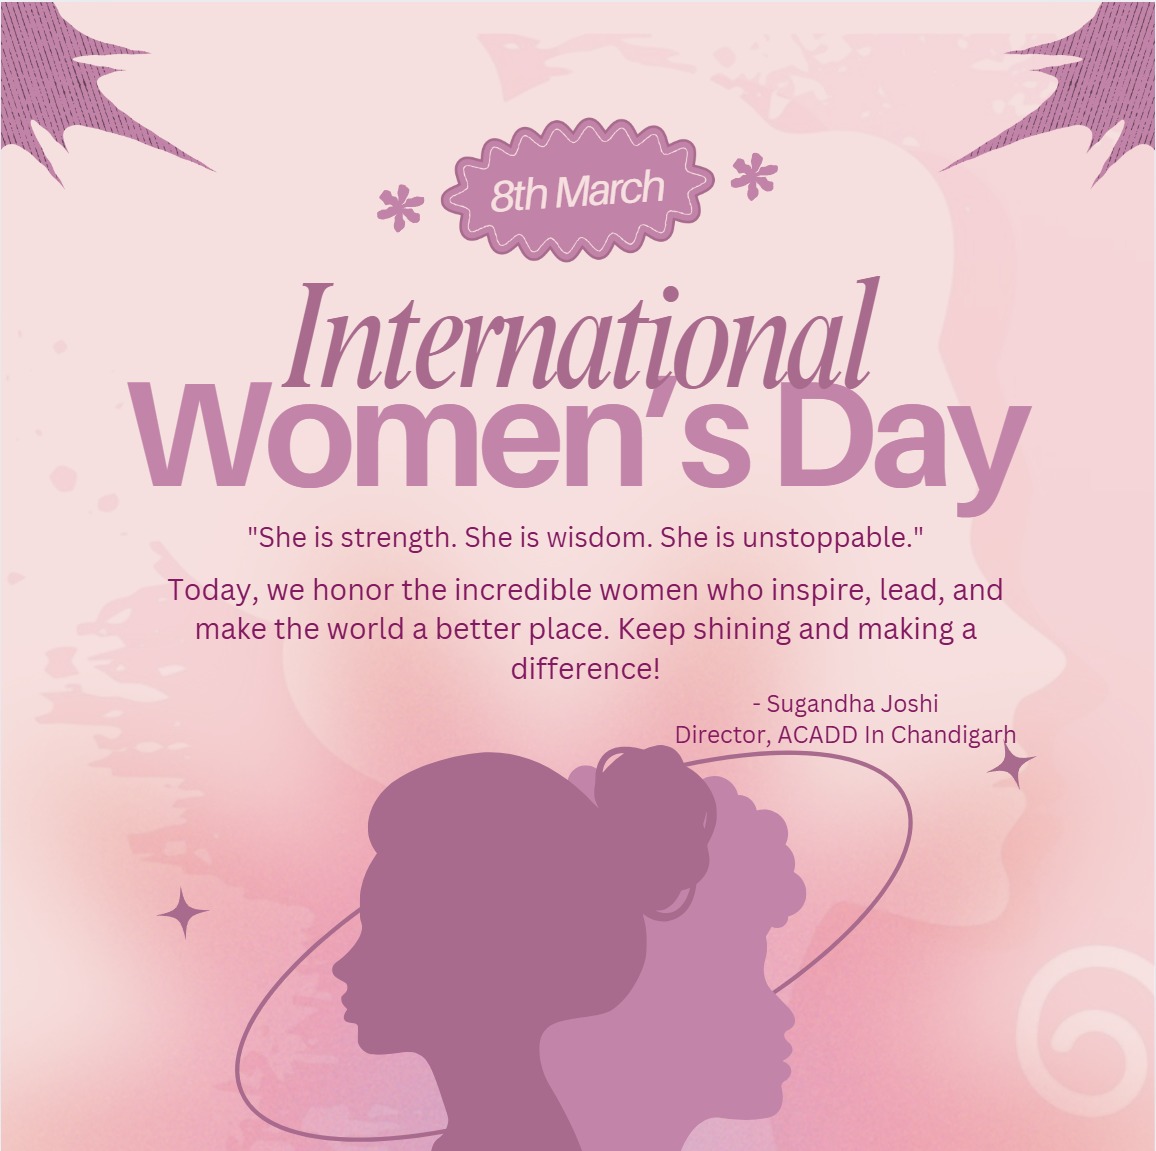 8th March
International
Women's Day
"She is strength. She is wisdom. She is unstoppable."
Today, we honor the incredible women who inspire, lead, and
make the world a better place. Keep shining and making a
difference!
- Sugandha Joshi
Director, ACADD In Chandigarh